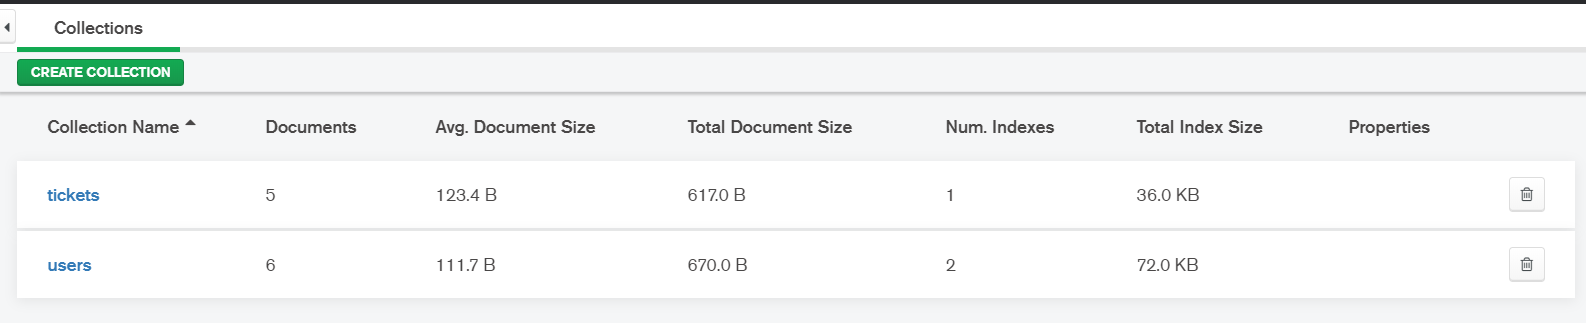 Collections
CREATE COLLECTION
Collection Name Documents Avg. Document Size Total Document Size Num. Indexes Total Index Size Properties
tickets 5 123.4 B 617.0 B 1 36.0 KB
users 6 111.7 B 670.0 B 2 72.0 KB